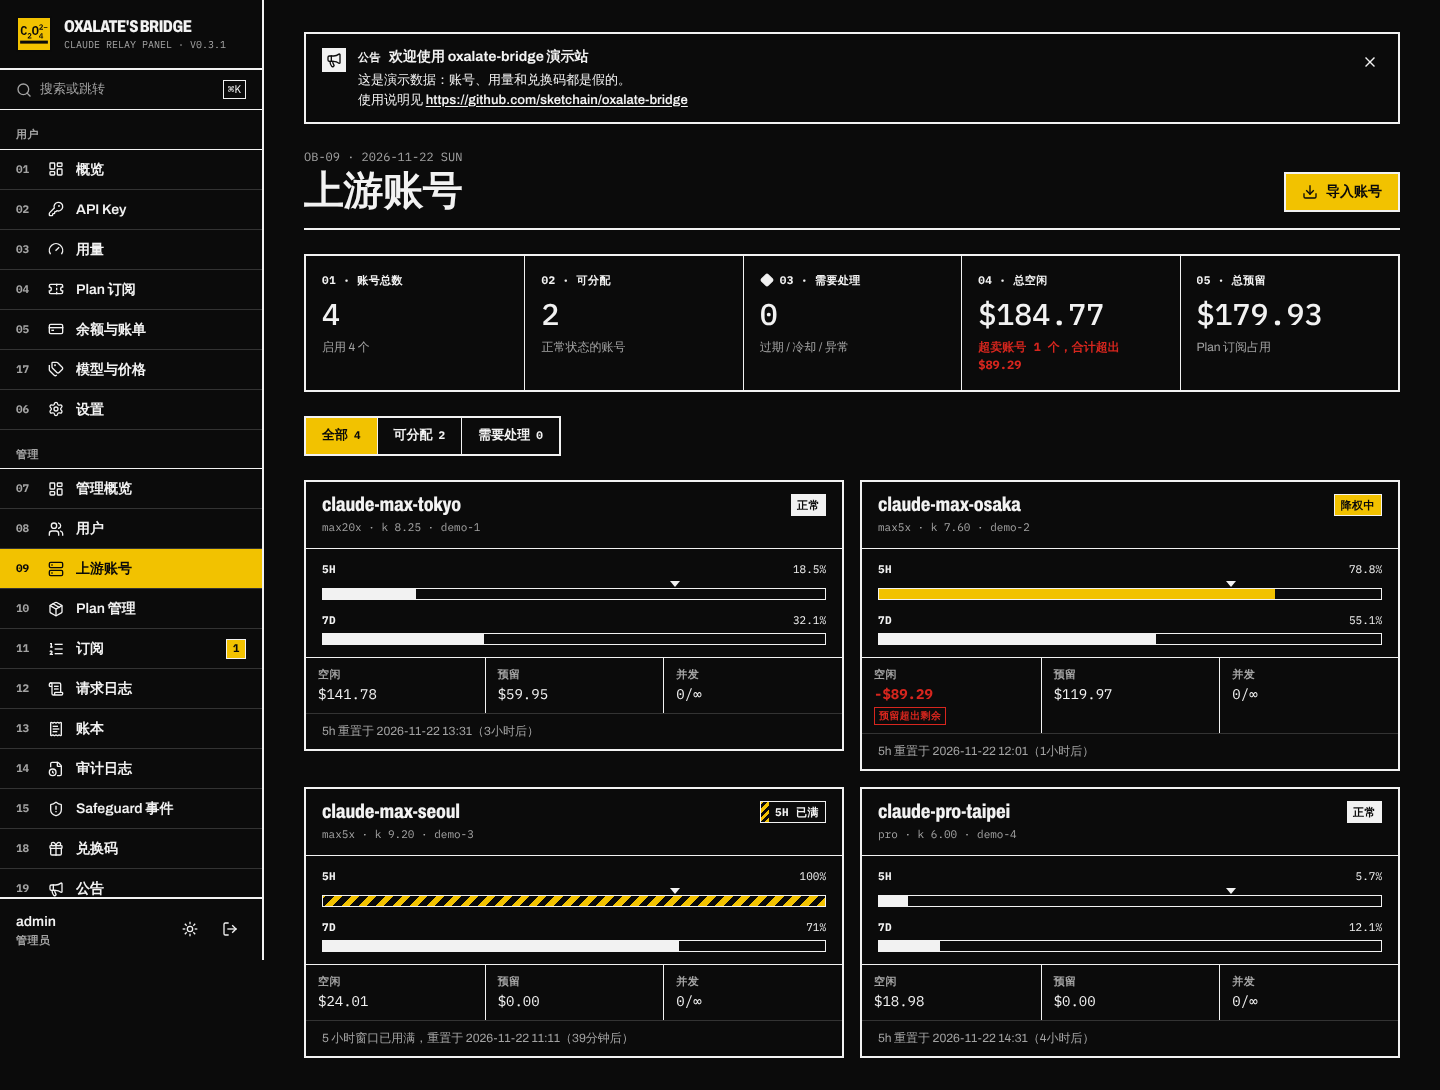 C₂O₄²⁻
OXALATE'S BRIDGE
CLAUDE RELAY PANEL · V0.3.1
搜索或跳转 ⌘K
用户
01 概览
02 API Key
03 用量
04 Plan 订阅
05 余额与账单
17 模型与价格
06 设置
管理
07 管理概览
08 用户
09 上游账号
10 Plan 管理
11 订阅 1
12 请求日志
13 账本
14 审计日志
15 Safeguard 事件
18 兑换码
19 公告
admin
管理员
公告 欢迎使用 oxalate-bridge 演示站
这是演示数据：账号、用量和兑换码都是假的。
使用说明见 https://github.com/sketchain/oxalate-bridge
OB-09 · 2026-11-22 SUN
上游账号
导入账号
01 · 账号总数
4
启用 4 个
02 · 可分配
2
正常状态的账号
03 · 需要处理
0
过期 / 冷却 / 异常
04 · 总空闲
$184.77
超卖账号 1 个，合计超出
$89.29
05 · 总预留
$179.93
Plan 订阅占用
全部 4 可分配 2 需要处理 0
claude-max-tokyo 正常
max20x · k 8.25 · demo-1
5H 18.5%
7D 32.1%
空闲 预留 并发
$141.78 $59.95 0/∞
5h 重置于 2026-11-22 13:31（3小时后）
claude-max-osaka 降权中
max5x · k 7.60 · demo-2
5H 78.8%
7D 55.1%
空闲 预留 并发
-$89.29 $119.97 0/∞
预留超出剩余
5h 重置于 2026-11-22 12:01（1小时后）
claude-max-seoul 5H 已满
max5x · k 9.20 · demo-3
5H 100%
7D 71%
空闲 预留 并发
$24.01 $0.00 0/∞
5 小时窗口已用满，重置于 2026-11-22 11:11（39分钟后）
claude-pro-taipei 正常
pro · k 6.00 · demo-4
5H 5.7%
7D 12.1%
空闲 预留 并发
$18.98 $0.00 0/∞
5h 重置于 2026-11-22 14:31（4小时后）